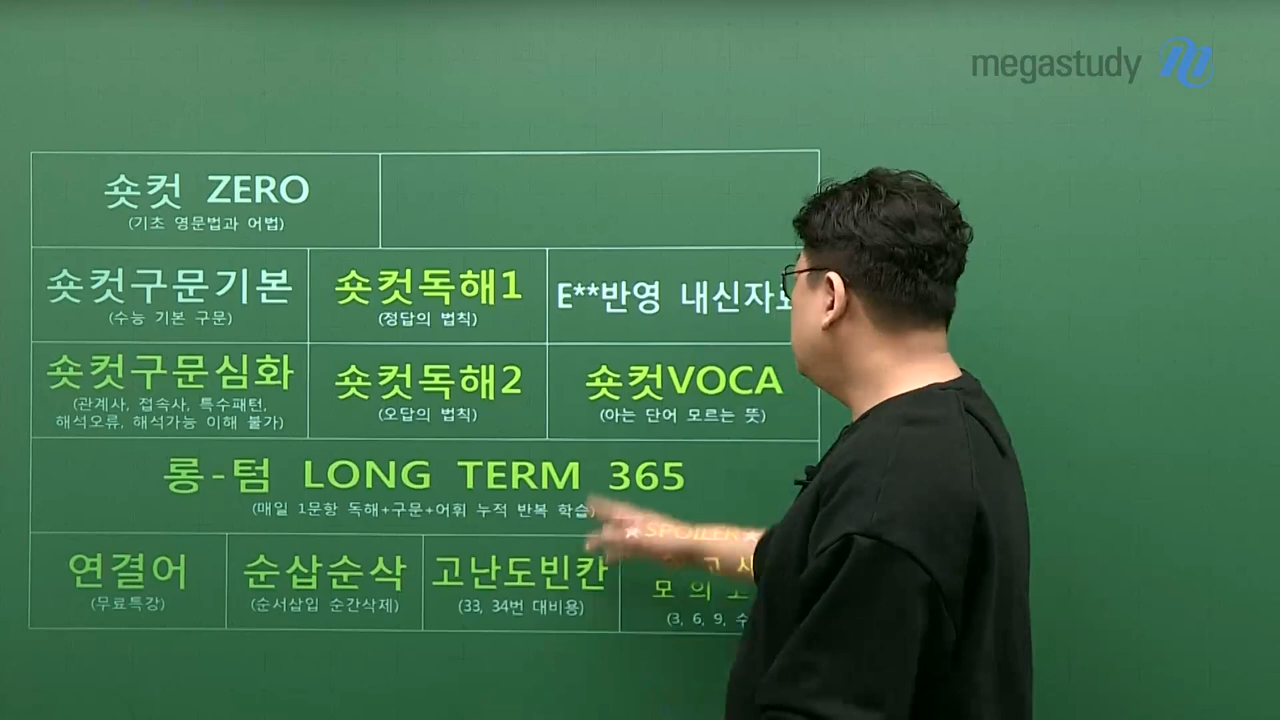 megastudy
숏컷 ZERO
(기초 영문법과 어법)
숏컷구문기본
(수능 기본 구문)
숏컷독해1
(정답의 법칙)
E**반영 내신자료
숏컷구문심화
(관계사, 접속사, 특수패턴,
해석오류, 해석가능 이해 불가)
숏컷독해2
(오답의 법칙)
숏컷VOCA
(아는 단어 모르는 뜻)
롱-텀 LONG TERM 365
(매일 1문항 독해+구문+어휘 누적 반복 학습)
연결어
(무료특강)
순삽순삭
(순서삽입 순간삭제)
고난도빈칸
(33, 34번 대비용)
★SPOILER★
모 의
(3, 6, 9,